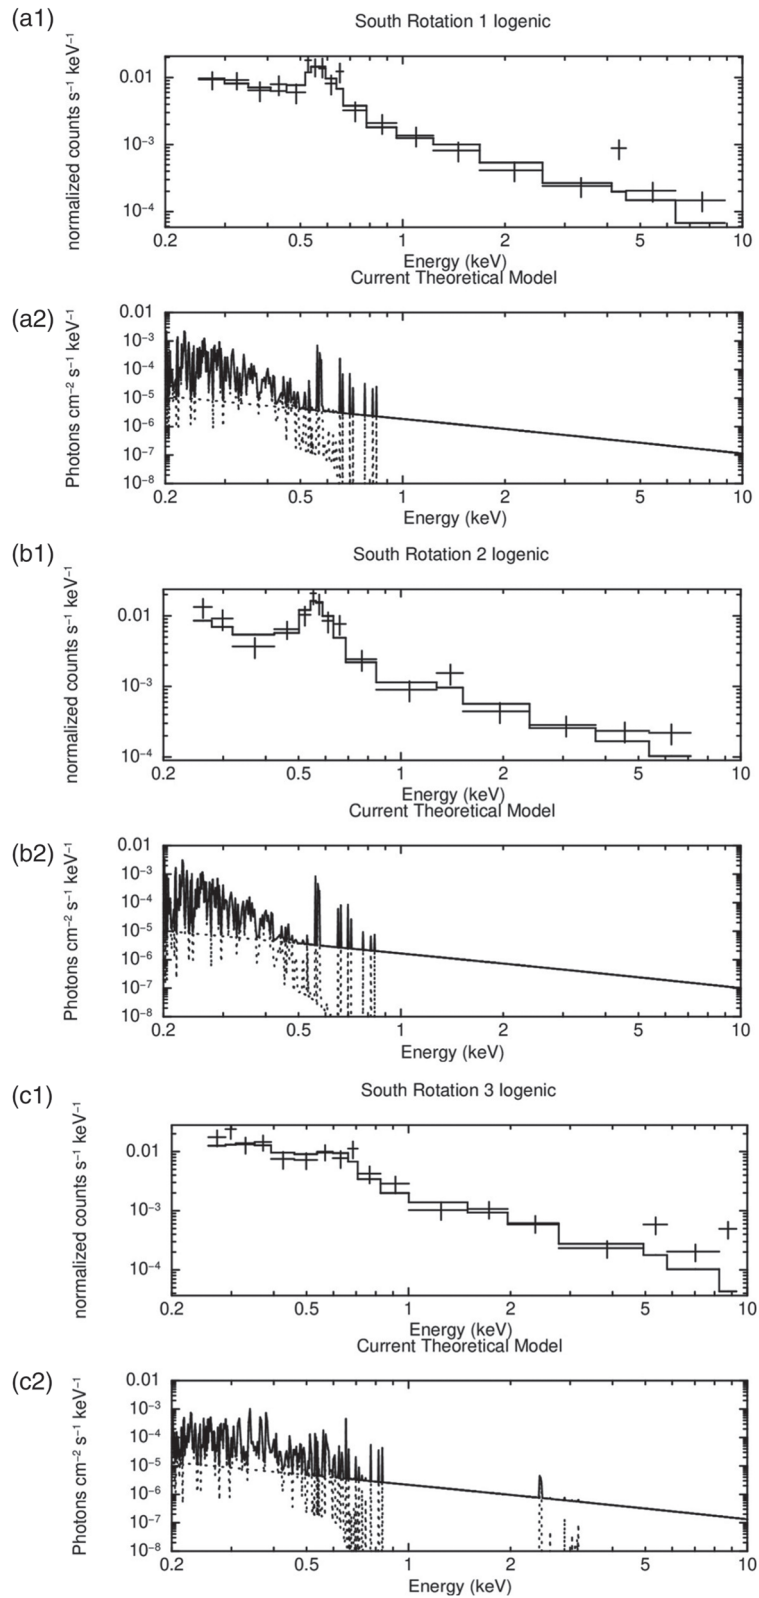 (a1)
South Rotation 1 Iogenic
normalized counts s⁻¹ keV⁻¹
0.01
10⁻³
10⁻⁴
0.2 0.5 1 2 5 10
Energy (keV)
Current Theoretical Model
(a2)
Photons cm⁻² s⁻¹ keV⁻¹
0.01
10⁻³
10⁻⁴
10⁻⁵
10⁻⁶
10⁻⁷
10⁻⁸
0.2 0.5 1 2 5 10
Energy (keV)
(b1)
South Rotation 2 Iogenic
normalized counts s⁻¹ keV⁻¹
0.01
10⁻³
10⁻⁴
0.2 0.5 1 2 5 10
Energy (keV)
Current Theoretical Model
(b2)
Photons cm⁻² s⁻¹ keV⁻¹
0.01
10⁻³
10⁻⁴
10⁻⁵
10⁻⁶
10⁻⁷
10⁻⁸
0.2 0.5 1 2 5 10
Energy (keV)
(c1)
South Rotation 3 Iogenic
normalized counts s⁻¹ keV⁻¹
0.01
10⁻³
10⁻⁴
0.2 0.5 1 2 5 10
Energy (keV)
Current Theoretical Model
(c2)
Photons cm⁻² s⁻¹ keV⁻¹
0.01
10⁻³
10⁻⁴
10⁻⁵
10⁻⁶
10⁻⁷
10⁻⁸
0.2 0.5 1 2 5 10
Energy (keV)